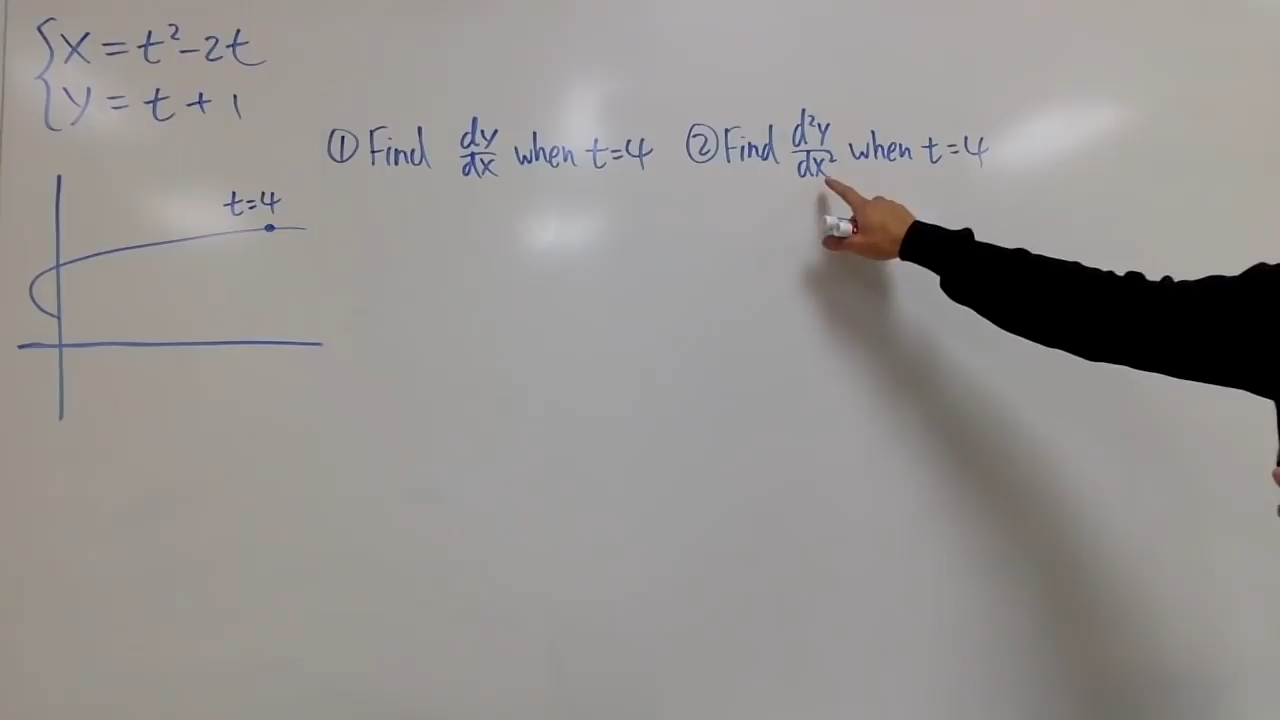 x = t²-2t
y = t + 1
① Find dy/dx when t=4
② Find d²y/dx² when t=4
t=4